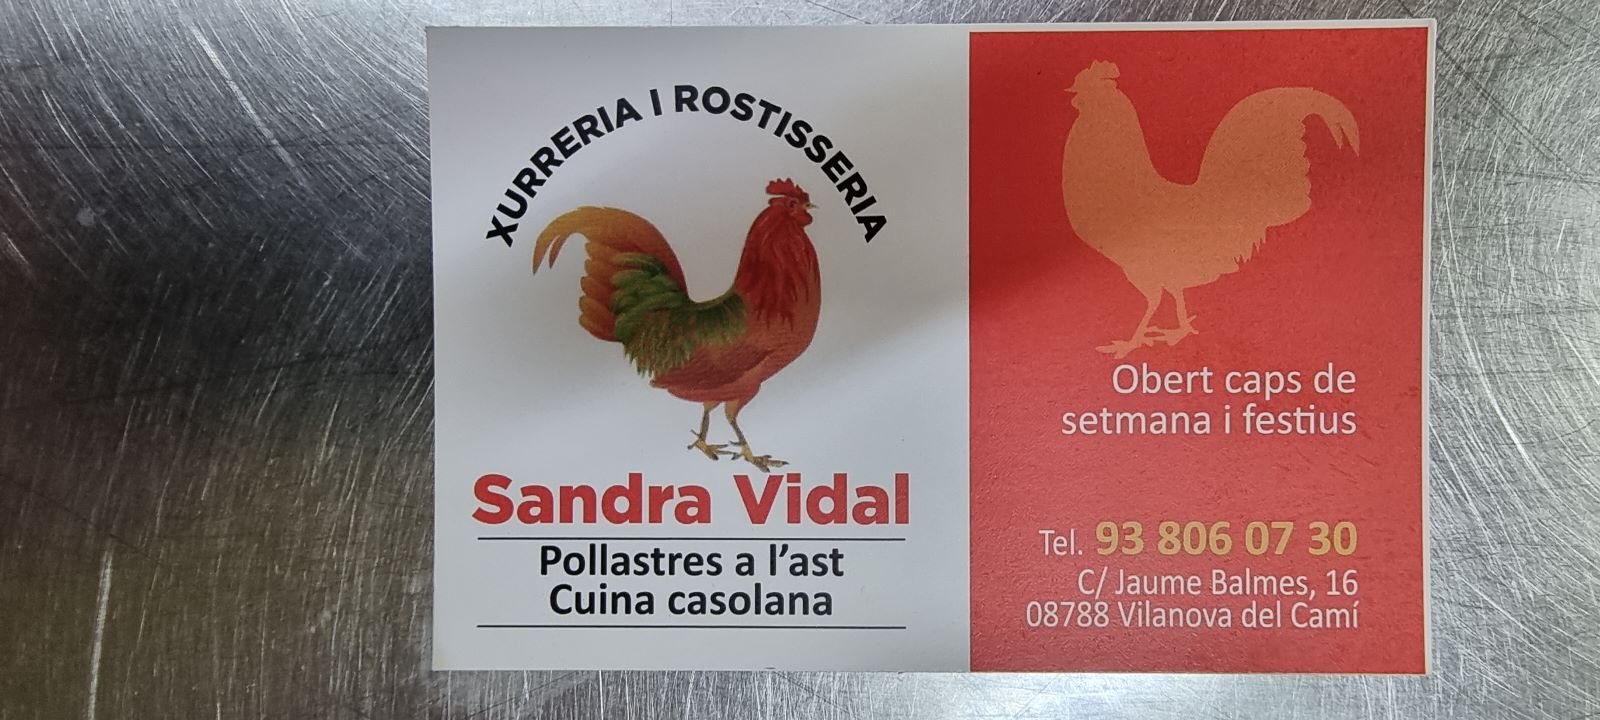 XURRERIA I ROSTISSERIA
Sandra Vidal
Pollastres a l'ast
Cuina casolana
Obert caps de
setmana i festius
Tel. 93 806 07 30
C/ Jaume Balmes, 16
08788 Vilanova del Camí